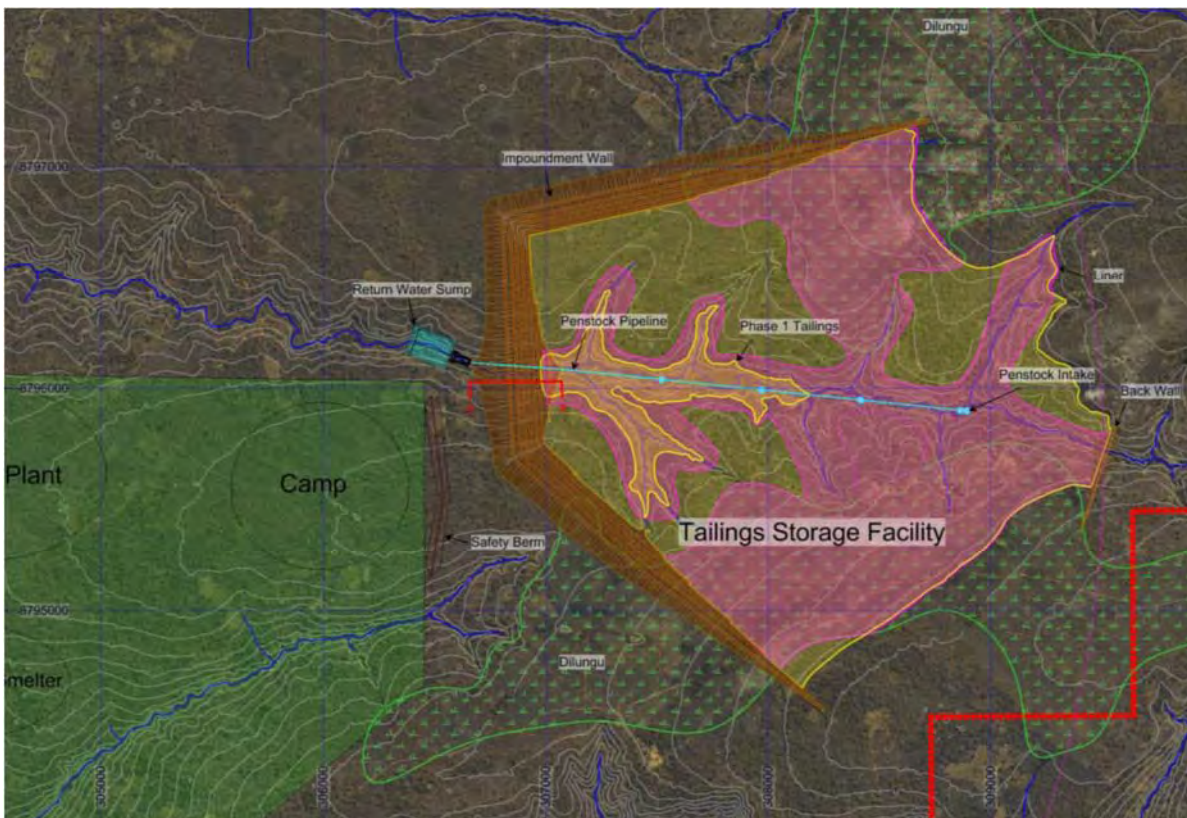 Dilungu
Impoundment Wall
8797000
Liner
Return Water Sump
Penstock Pipeline
Phase 1 Tailings
Penstock Intake
8796000
Back Wall
Plant
Camp
Tailings Storage Facility
Safety Berm
8795000
Dilungu
Smelter
305000
306000
307000
308000
309000